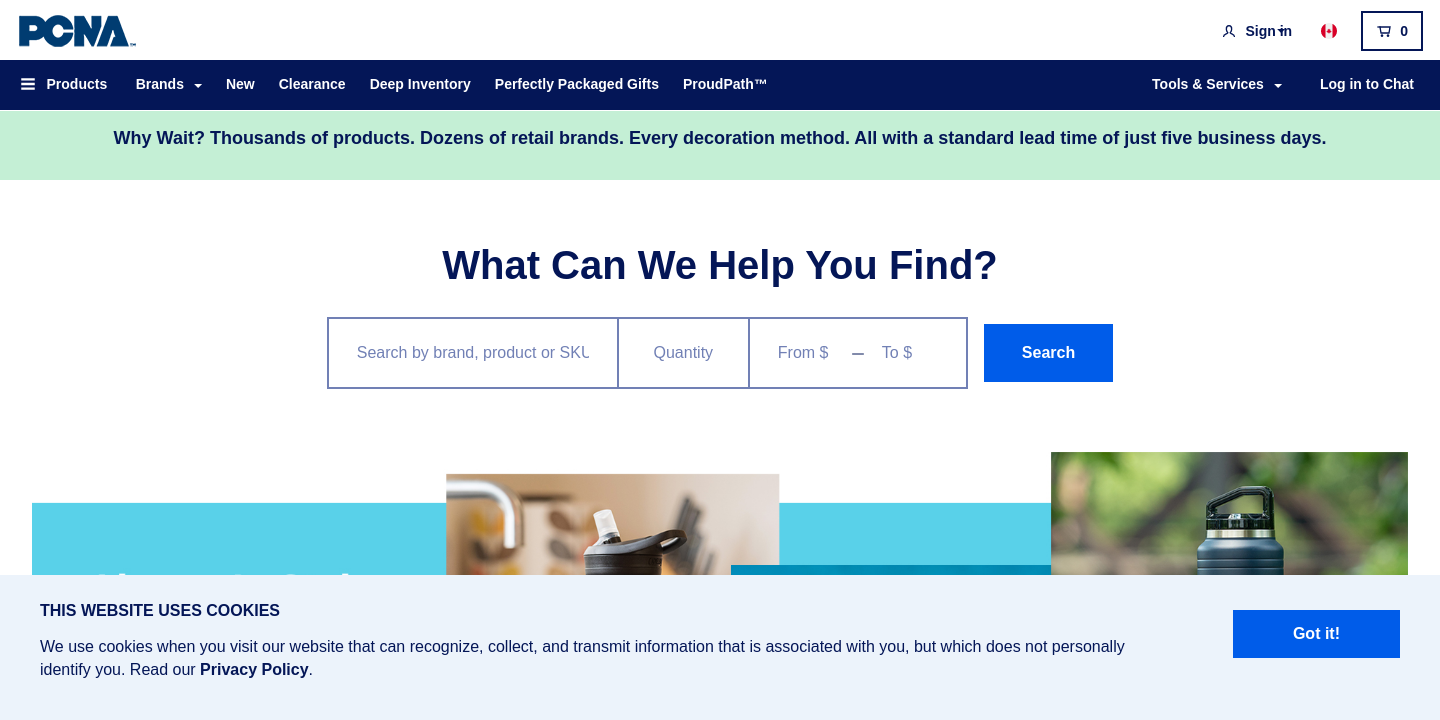 PCNA™
Sign in
0
Products
Brands
New
Clearance
Deep Inventory
Perfectly Packaged Gifts
ProudPath™
Tools & Services
Log in to Chat
Why Wait? Thousands of products. Dozens of retail brands. Every decoration method. All with a standard lead time of just five business days.
What Can We Help You Find?
Search by brand, product or SKU
Quantity
From $
–
To $
Search
THIS WEBSITE USES COOKIES
We use cookies when you visit our website that can recognize, collect, and transmit information that is associated with you, but which does not personally
identify you. Read our Privacy Policy.
Got it!